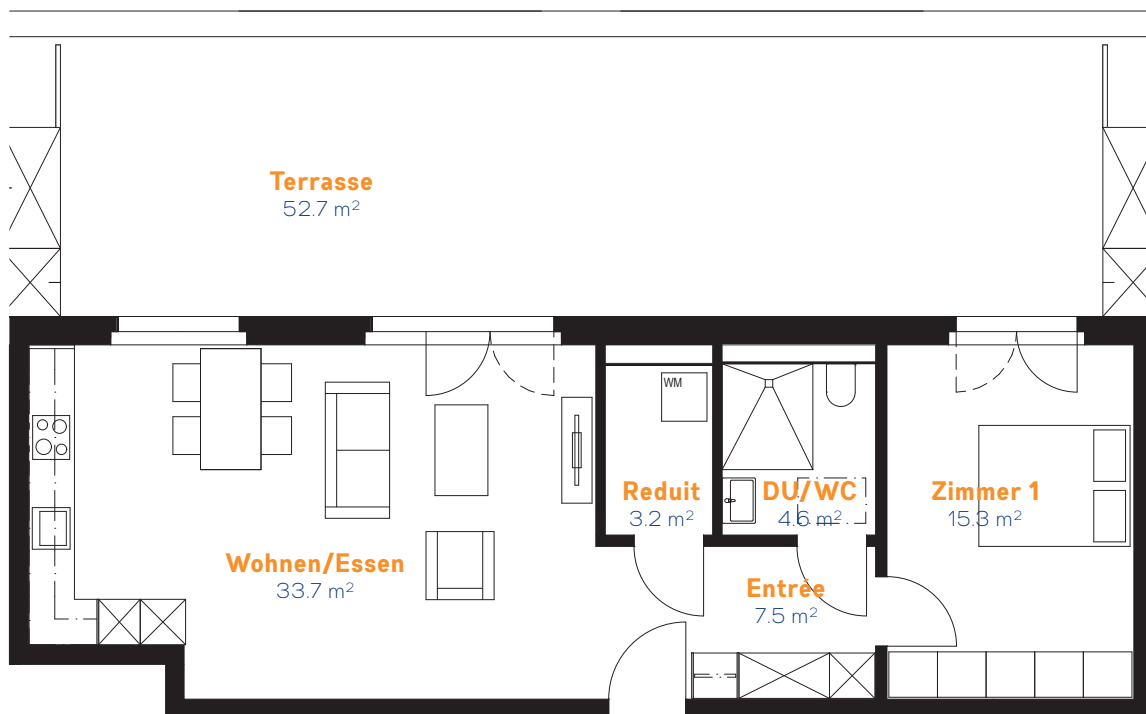 Terrasse
52.7 m²
WM
Reduit
3.2 m²
DU/WC
4.6 m²
Zimmer 1
15.3 m²
Wohnen/Essen
33.7 m²
Entrée
7.5 m²